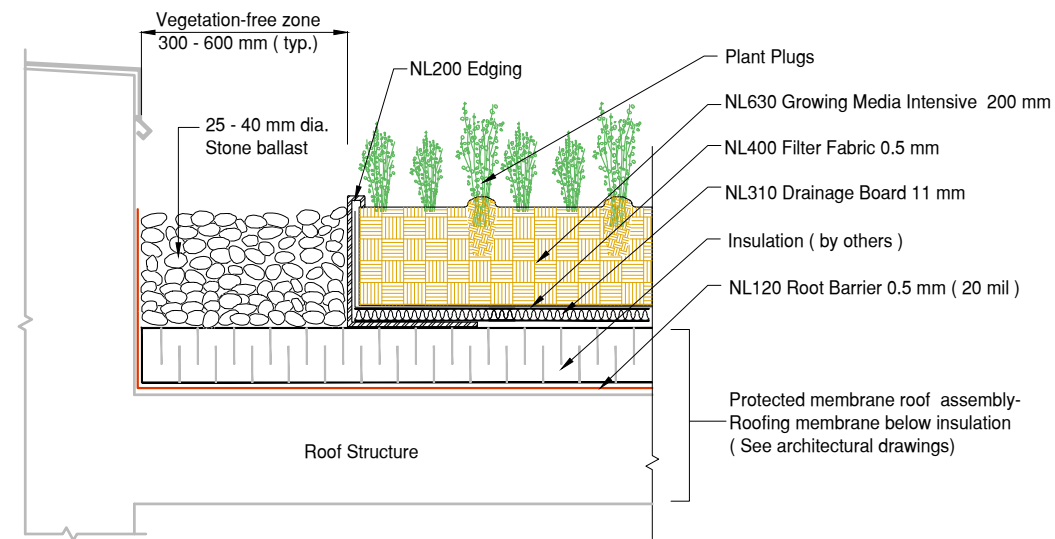 Vegetation-free zone
300 - 600 mm ( typ.)
NL200 Edging
25 - 40 mm dia.
Stone ballast
Plant Plugs
NL630 Growing Media Intensive  200 mm
NL400 Filter Fabric 0.5 mm
NL310 Drainage Board 11 mm
Insulation ( by others )
NL120 Root Barrier 0.5 mm ( 20 mil )
Protected membrane roof  assembly-
Roofing membrane below insulation
( See architectural drawings)
Roof Structure